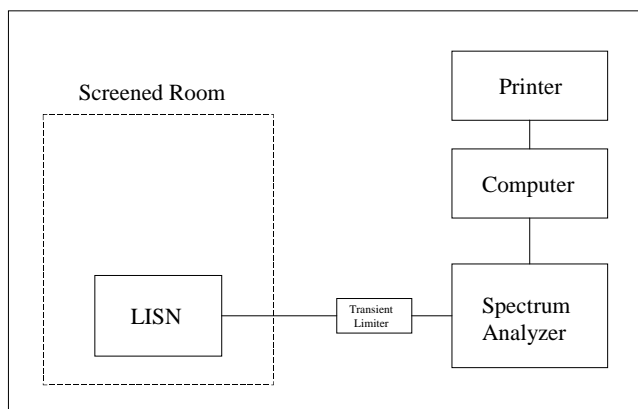 Printer
Screened Room
Computer
LISN
Transient
Limiter
Spectrum
Analyzer